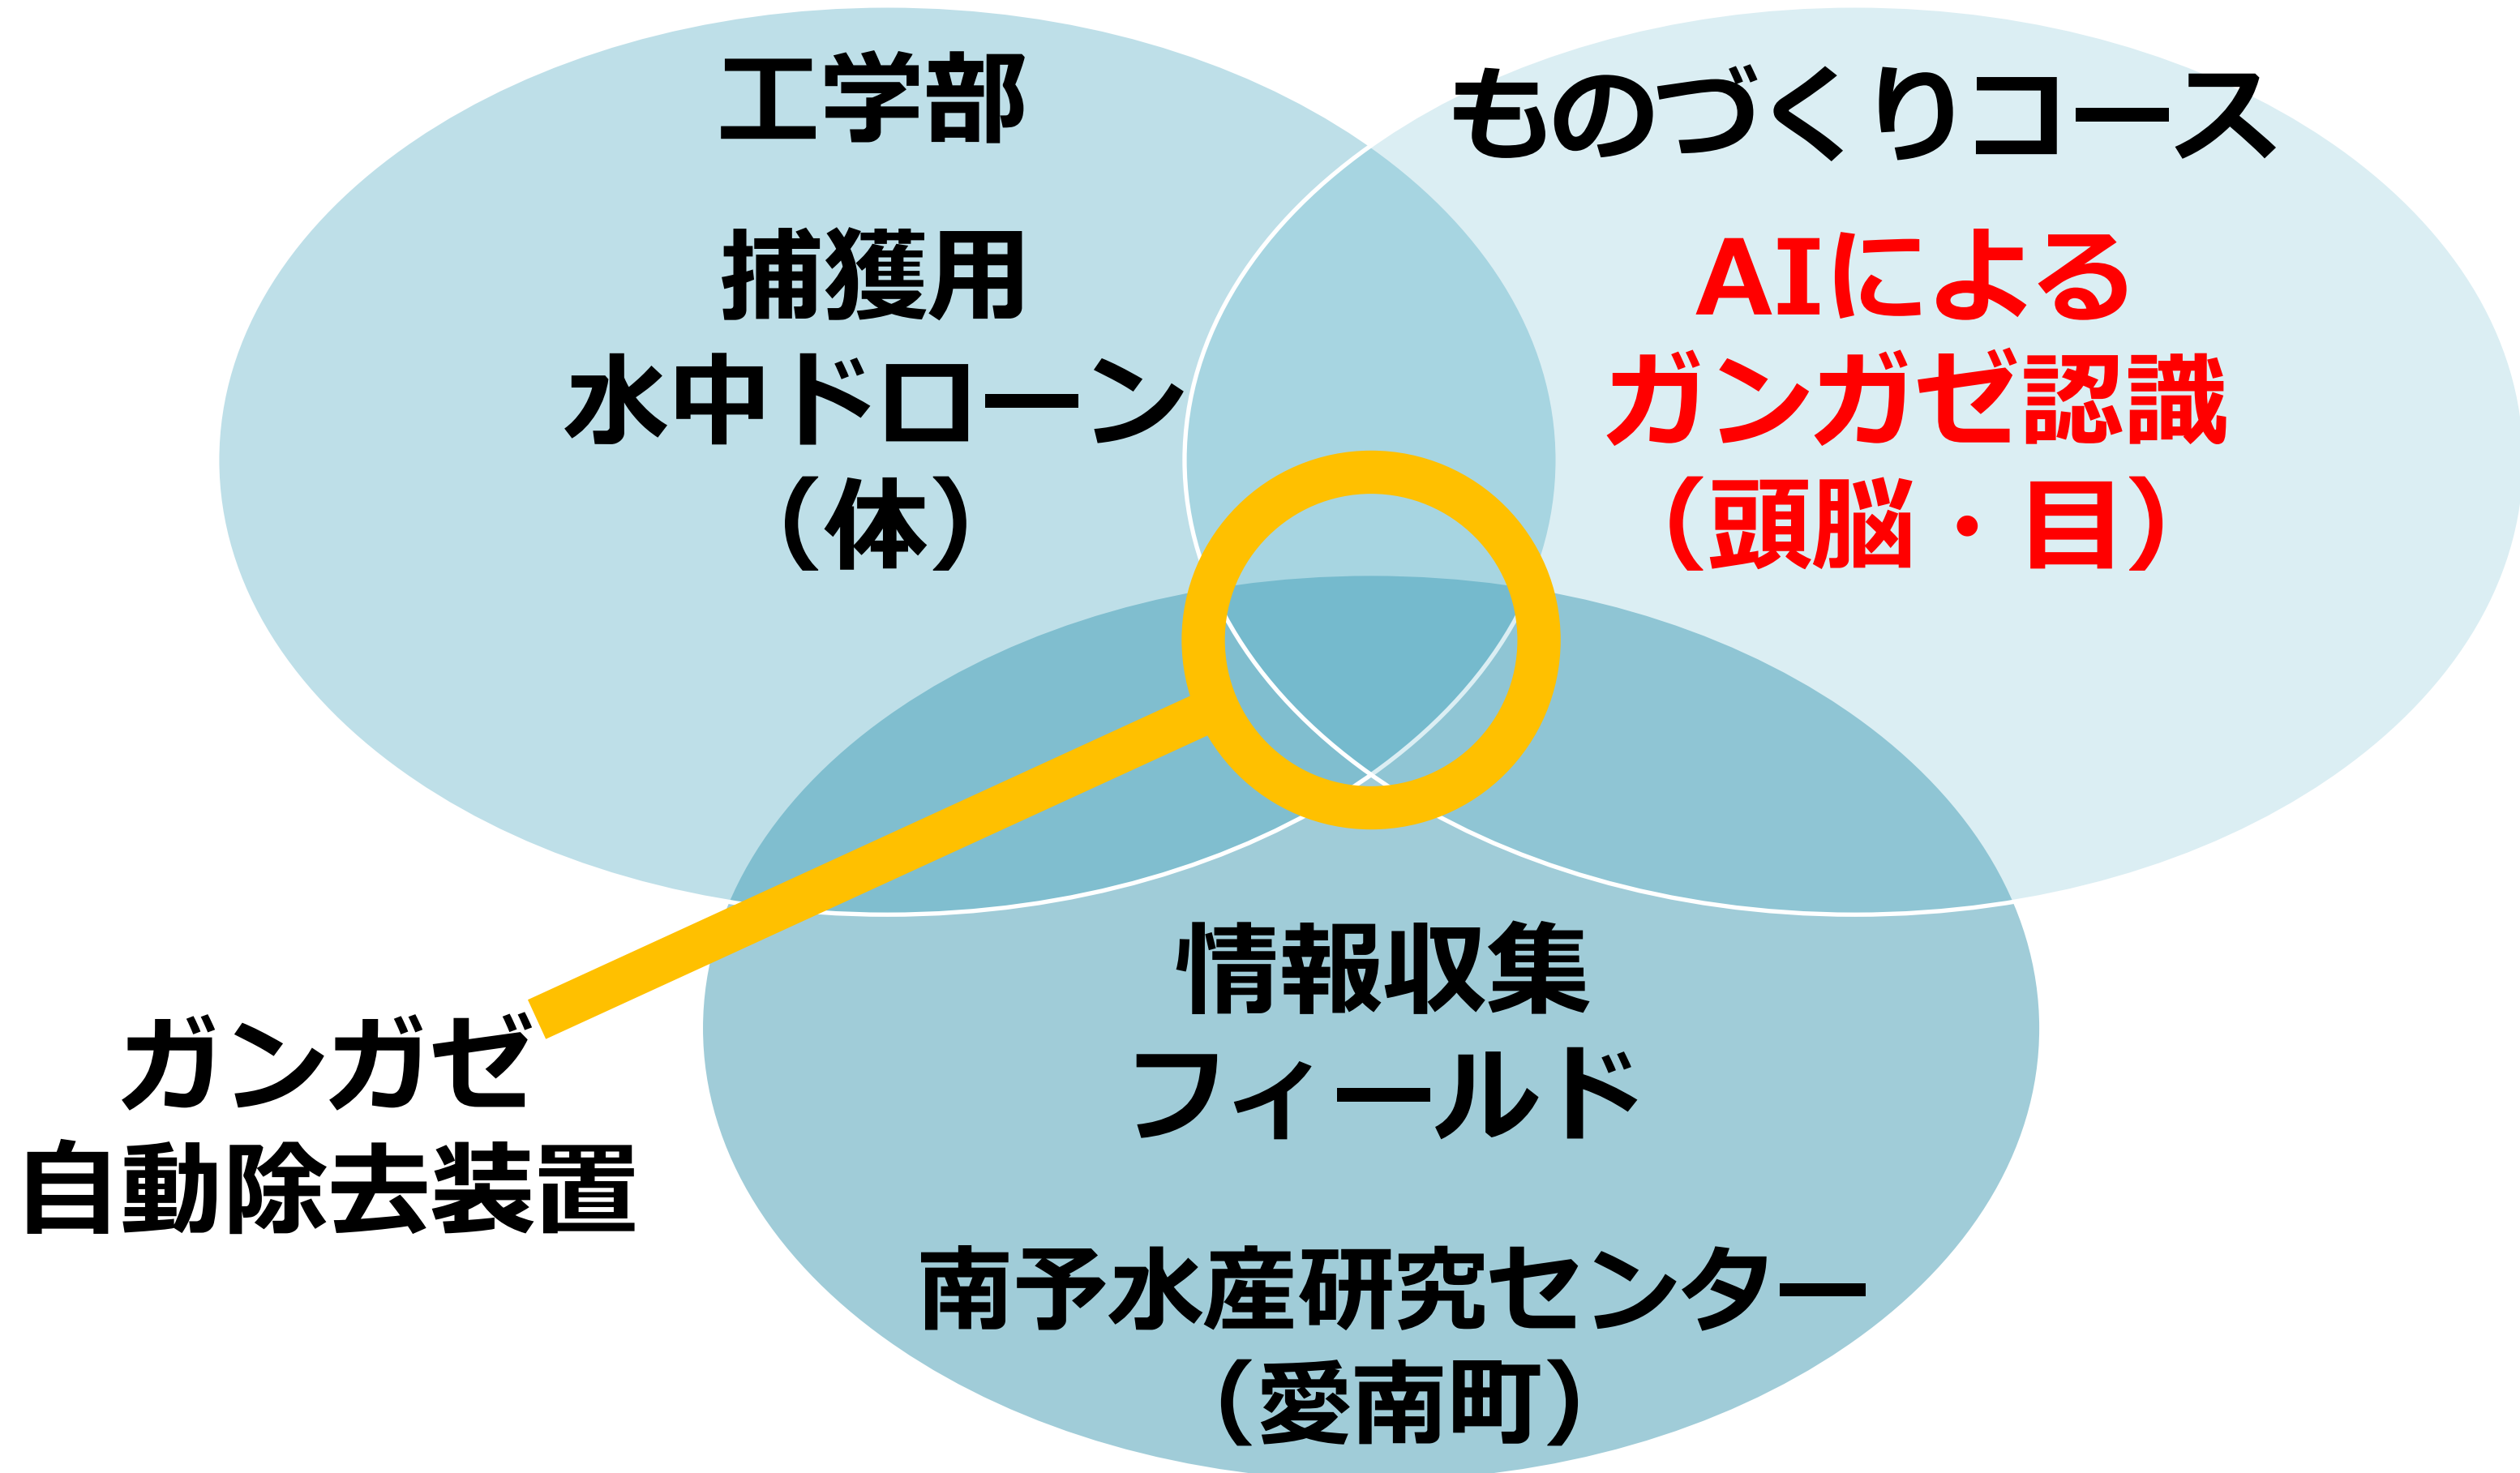 工学部
捕獲用
水中ドローン
（体）
ものづくりコース
AIによる
ガンガゼ認識
（頭脳・目）
ガンガゼ
自動除去装置
情報収集
フィールド
南予水産研究センター
（愛南町）